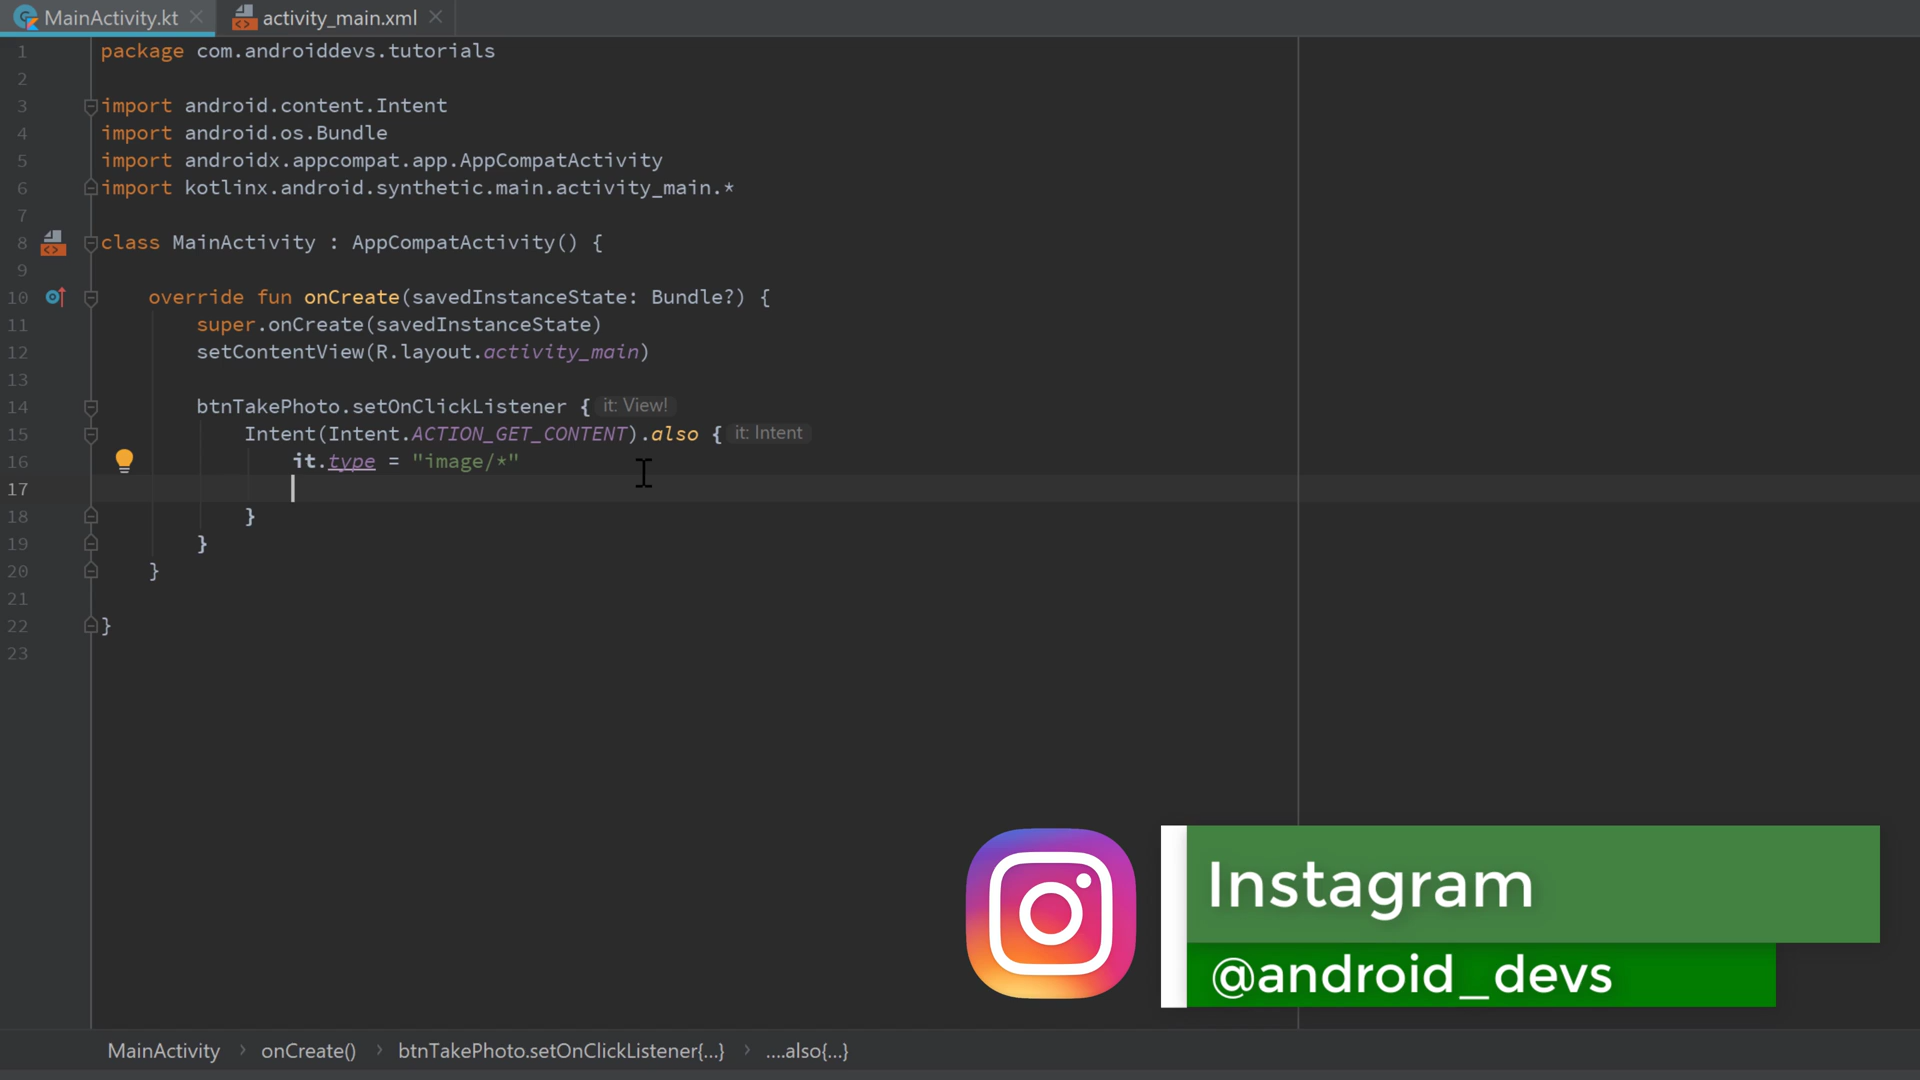 MainActivity.kt activity_main.xml
1 package com.androiddevs.tutorials
2
3 import android.content.Intent
4 import android.os.Bundle
5 import androidx.appcompat.app.AppCompatActivity
6 import kotlinx.android.synthetic.main.activity_main.*
7
8 class MainActivity : AppCompatActivity() {
9
10 override fun onCreate(savedInstanceState: Bundle?) {
11 super.onCreate(savedInstanceState)
12 setContentView(R.layout.activity_main)
13
14 btnTakePhoto.setOnClickListener { it: View!
15 Intent(Intent.ACTION_GET_CONTENT).also { it: Intent
16 it.type = "image/*"
17
18 }
19 }
20 }
21
22 }
23
Instagram
@android_devs
MainActivity › onCreate() › btnTakePhoto.setOnClickListener{...} › ....also{...}